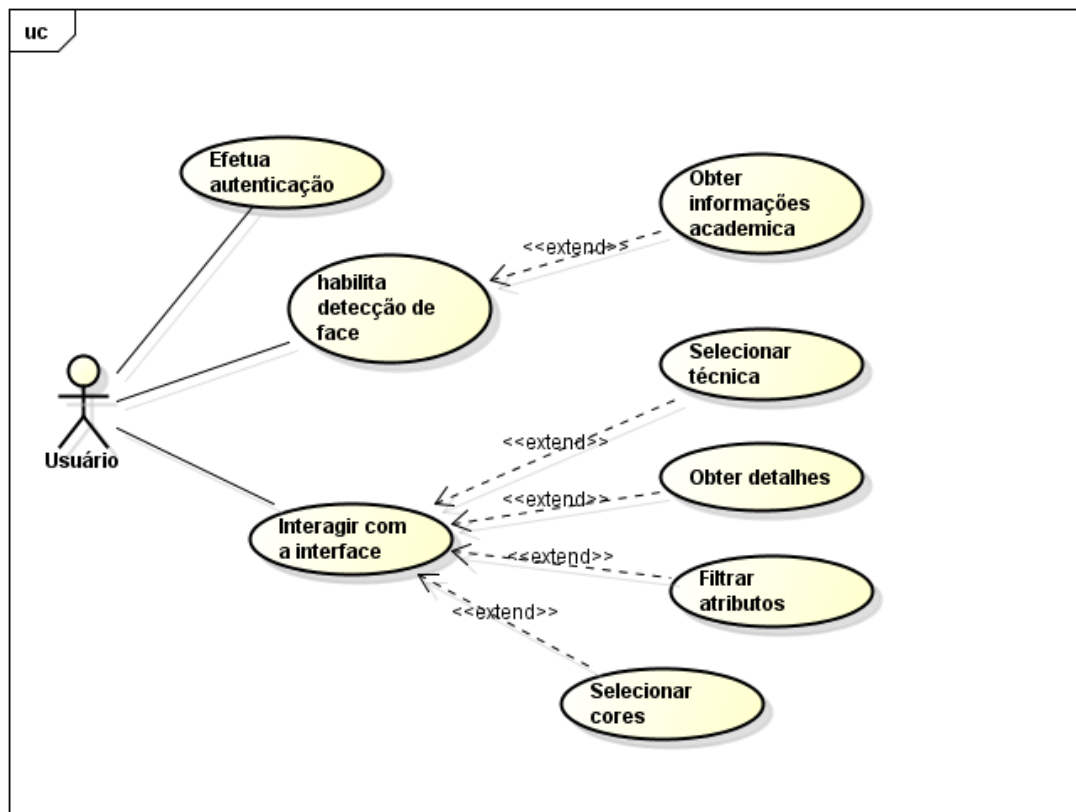 uc
Efetua
autenticação
Obter
informações
academica
<<extend>>
habilita
detecção de
face
Selecionar
técnica
<<extend>>
Usuário
Obter detalhes
<<extend>>
Interagir com
a interface
<<extend>>
Filtrar
atributos
<<extend>>
Selecionar
cores